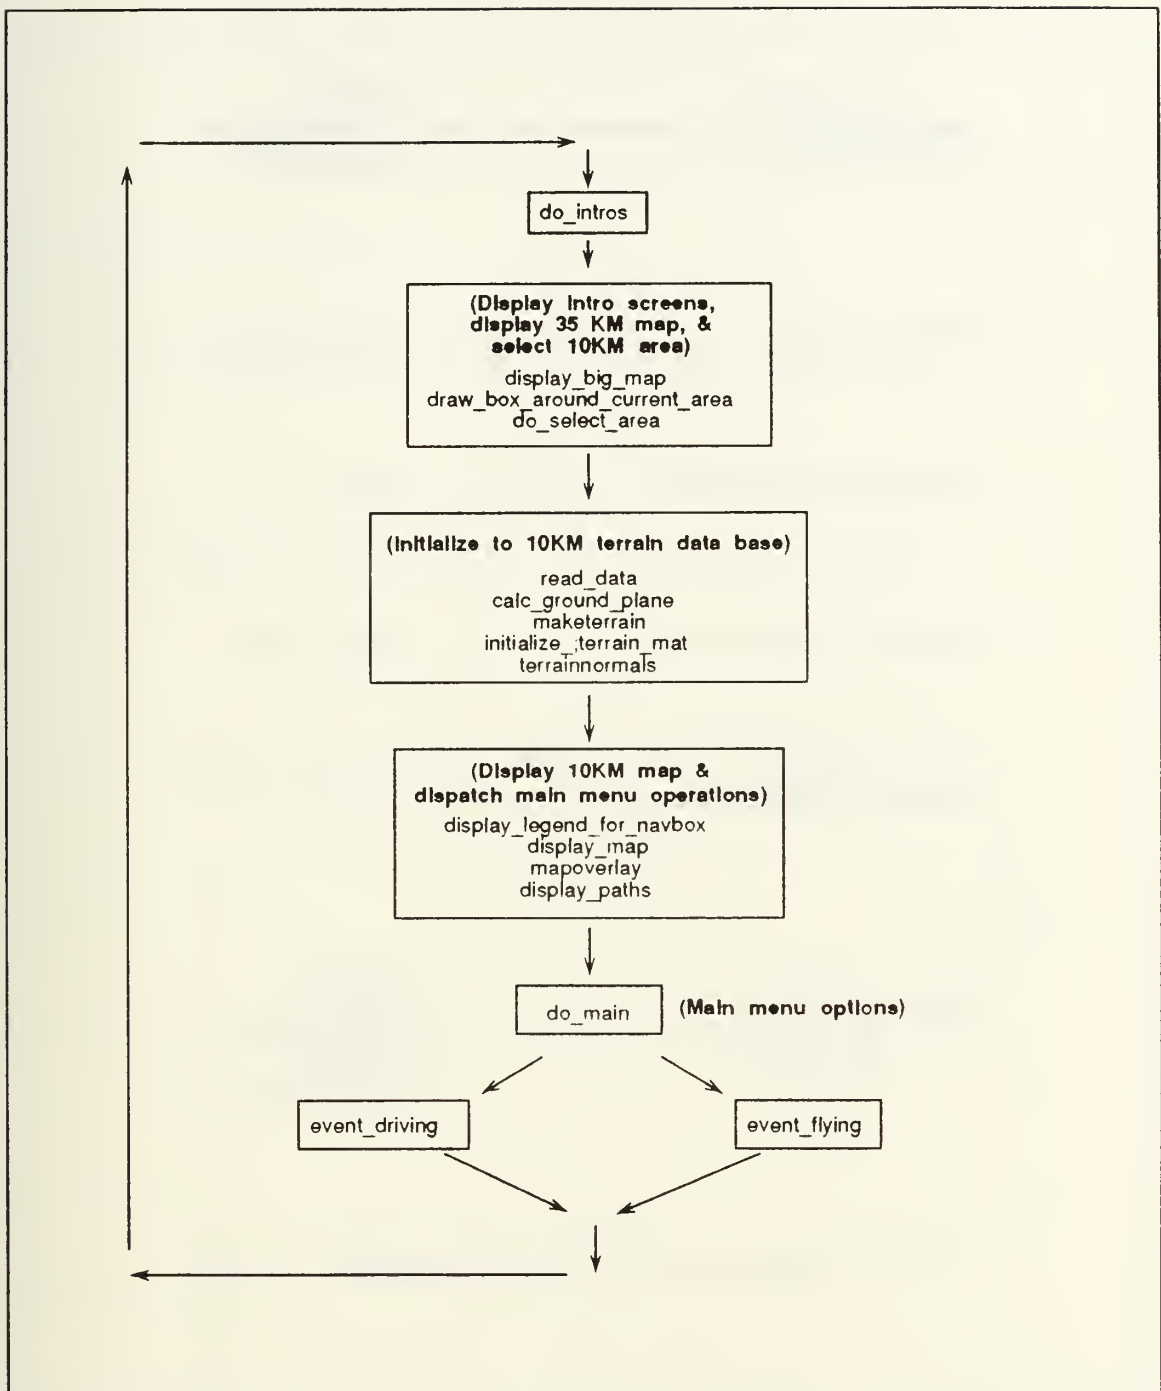 do_intros
(Display Intro screens,
display 35 KM map, &
select 10KM area)
display_big_map
draw_box_around_current_area
do_select_area
(Initialize to 10KM terrain data base)
read_data
calc_ground_plane
maketerrain
initialize_;terrain_mat
terrainnormals
(Display 10KM map &
dispatch main menu operations)
display_legend_for_navbox
display_map
mapoverlay
display_paths
do_main
(Main menu options)
event_driving
event_flying